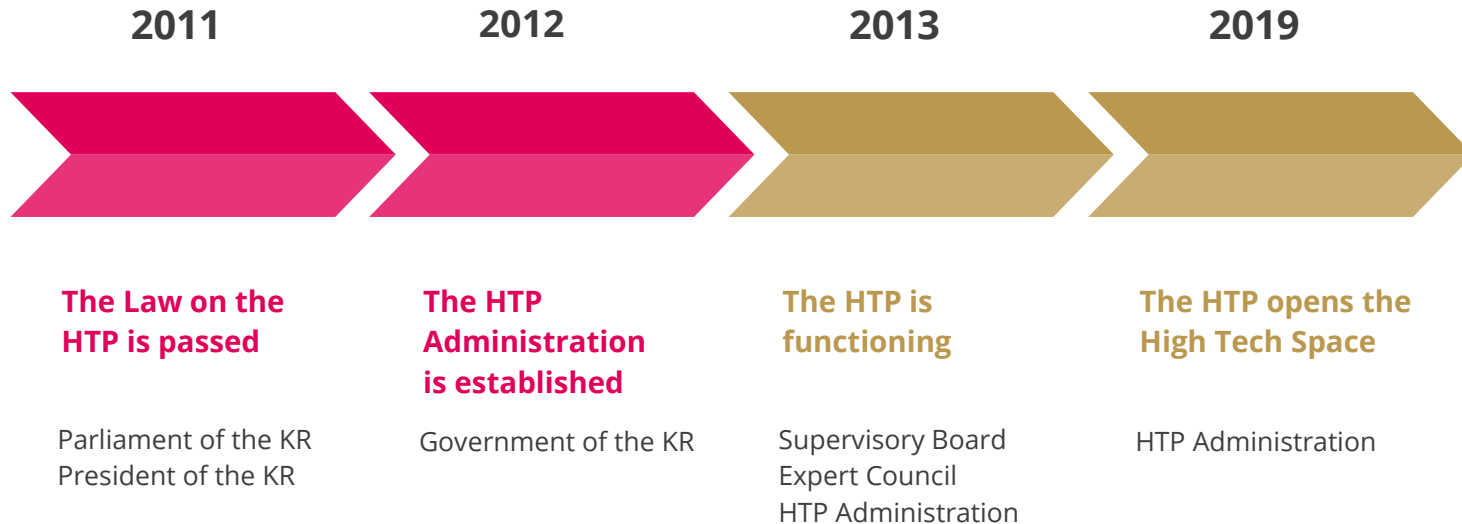 2011
2012
2013
2019
The Law on the
HTP is passed
The HTP
Administration
is established
The HTP is
functioning
The HTP opens the
High Tech Space
Parliament of the KR
President of the KR
Government of the KR
Supervisory Board
Expert Council
HTP Administration
HTP Administration